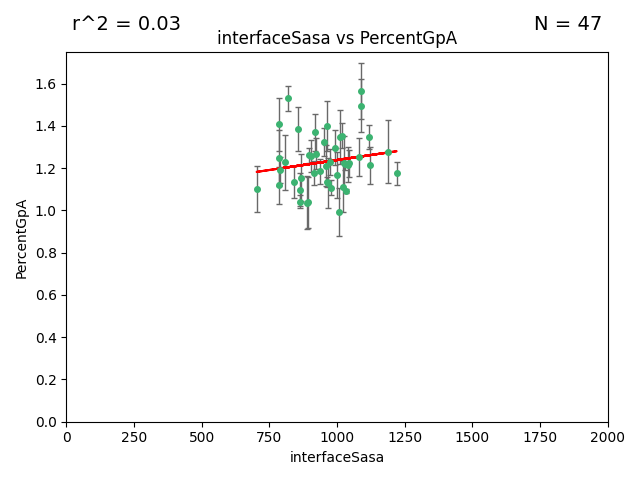 r^2 = 0.03
N = 47
interfaceSasa vs PercentGpA
PercentGpA
1.6
1.4
1.2
1.0
0.8
0.6
0.4
0.2
0.0
0 250 500 750 1000 1250 1500 1750 2000
interfaceSasa